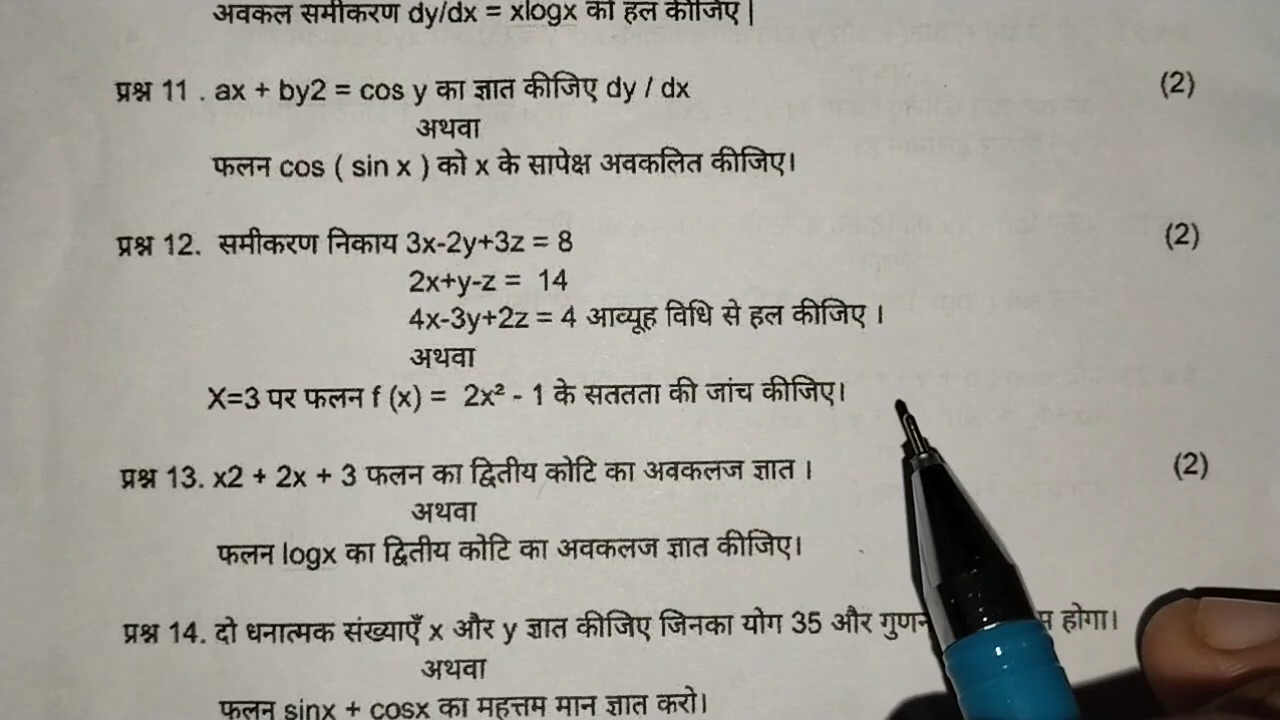 अवकल समीकरण dy/dx = xlogx को हल कीजिए |
प्रश्न 11 . ax + by2 = cos y का ज्ञात कीजिए dy / dx (2)
अथवा
फलन cos ( sin x ) को x के सापेक्ष अवकलित कीजिए।
प्रश्न 12. समीकरण निकाय 3x-2y+3z = 8 (2)
2x+y-z = 14
4x-3y+2z = 4 आव्यूह विधि से हल कीजिए ।
अथवा
X=3 पर फलन f (x) = 2x² - 1 के सततता की जांच कीजिए।
प्रश्न 13. x2 + 2x + 3 फलन का द्वितीय कोटि का अवकलज ज्ञात । (2)
अथवा
फलन logx का द्वितीय कोटि का अवकलज ज्ञात कीजिए।
प्रश्न 14. दो धनात्मक संख्याएँ x और y ज्ञात कीजिए जिनका योग 35 और होगा।
अथवा
फलन sinx + cosx का महत्तम मान ज्ञात करो।